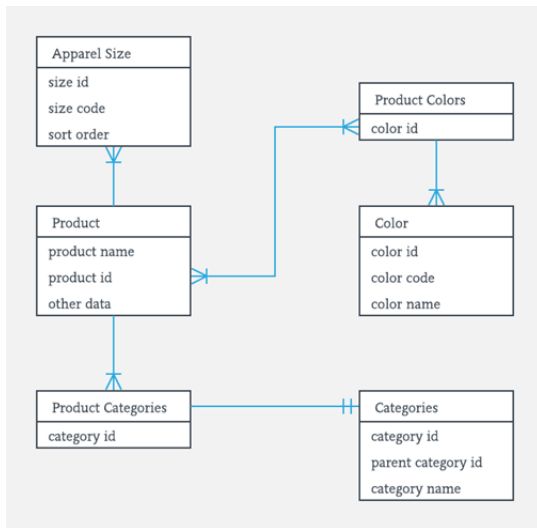 Apparel Size
size id
size code
sort order
Product Colors
color id
Product
product name
product id
other data
Color
color id
color code
color name
Product Categories
category id
Categories
category id
parent category id
category name